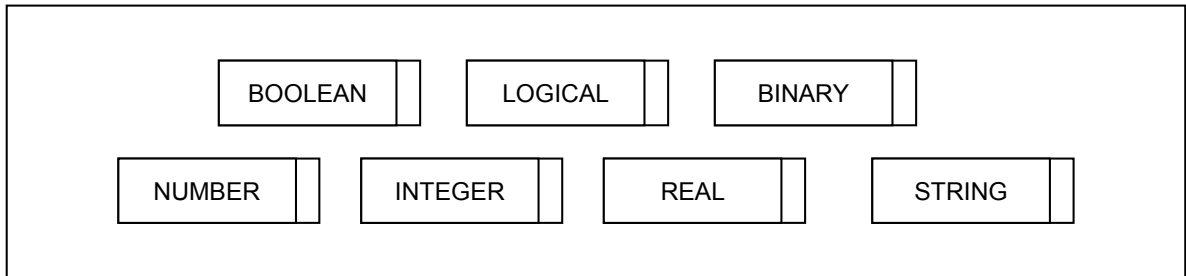 BOOLEAN LOGICAL BINARY
NUMBER INTEGER REAL STRING